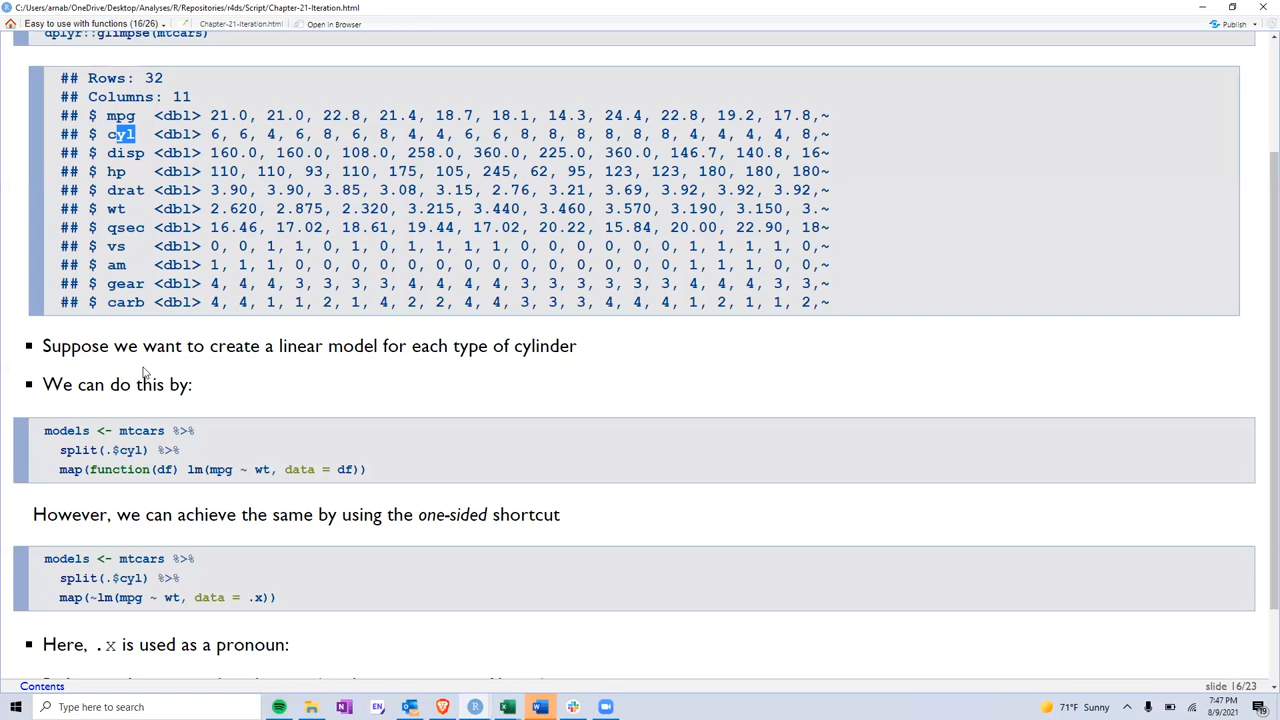 C:/Users/arnab/OneDrive/Desktop/Analyses/R/Repositories/r4ds/Script/Chapter-21-Iteration.html
Easy to use with functions (16/26)
Chapter-21-Iteration.html
Open in Browser
Publish
dplyr::glimpse(mtcars)
## Rows: 32
## Columns: 11
## $ mpg <dbl> 21.0, 21.0, 22.8, 21.4, 18.7, 18.1, 14.3, 24.4, 22.8, 19.2, 17.8,~
## $ cyl <dbl> 6, 6, 4, 6, 8, 6, 8, 4, 4, 6, 6, 8, 8, 8, 8, 8, 8, 4, 4, 4, 4, 8,~
## $ disp <dbl> 160.0, 160.0, 108.0, 258.0, 360.0, 225.0, 360.0, 146.7, 140.8, 16~
## $ hp <dbl> 110, 110, 93, 110, 175, 105, 245, 62, 95, 123, 123, 180, 180, 180~
## $ drat <dbl> 3.90, 3.90, 3.85, 3.08, 3.15, 2.76, 3.21, 3.69, 3.92, 3.92, 3.92,~
## $ wt <dbl> 2.620, 2.875, 2.320, 3.215, 3.440, 3.460, 3.570, 3.190, 3.150, 3.~
## $ qsec <dbl> 16.46, 17.02, 18.61, 19.44, 17.02, 20.22, 15.84, 20.00, 22.90, 18~
## $ vs <dbl> 0, 0, 1, 1, 0, 1, 0, 1, 1, 1, 1, 0, 0, 0, 0, 0, 0, 1, 1, 1, 1, 0,~
## $ am <dbl> 1, 1, 1, 0, 0, 0, 0, 0, 0, 0, 0, 0, 0, 0, 0, 0, 0, 1, 1, 1, 0, 0,~
## $ gear <dbl> 4, 4, 4, 3, 3, 3, 3, 4, 4, 4, 4, 3, 3, 3, 3, 3, 3, 4, 4, 4, 3, 3,~
## $ carb <dbl> 4, 4, 1, 1, 2, 1, 4, 2, 2, 4, 4, 3, 3, 3, 4, 4, 4, 1, 2, 1, 1, 2,~
Suppose we want to create a linear model for each type of cylinder
We can do this by:
models <- mtcars %>%
split(.$cyl) %>%
map(function(df) lm(mpg ~ wt, data = df))
However, we can achieve the same by using the one-sided shortcut
models <- mtcars %>%
split(.$cyl) %>%
map(~lm(mpg ~ wt, data = .x))
Here, .x is used as a pronoun:
Contents
slide 16/23
Type here to search
71°F Sunny
7:47 PM
8/9/2021
19